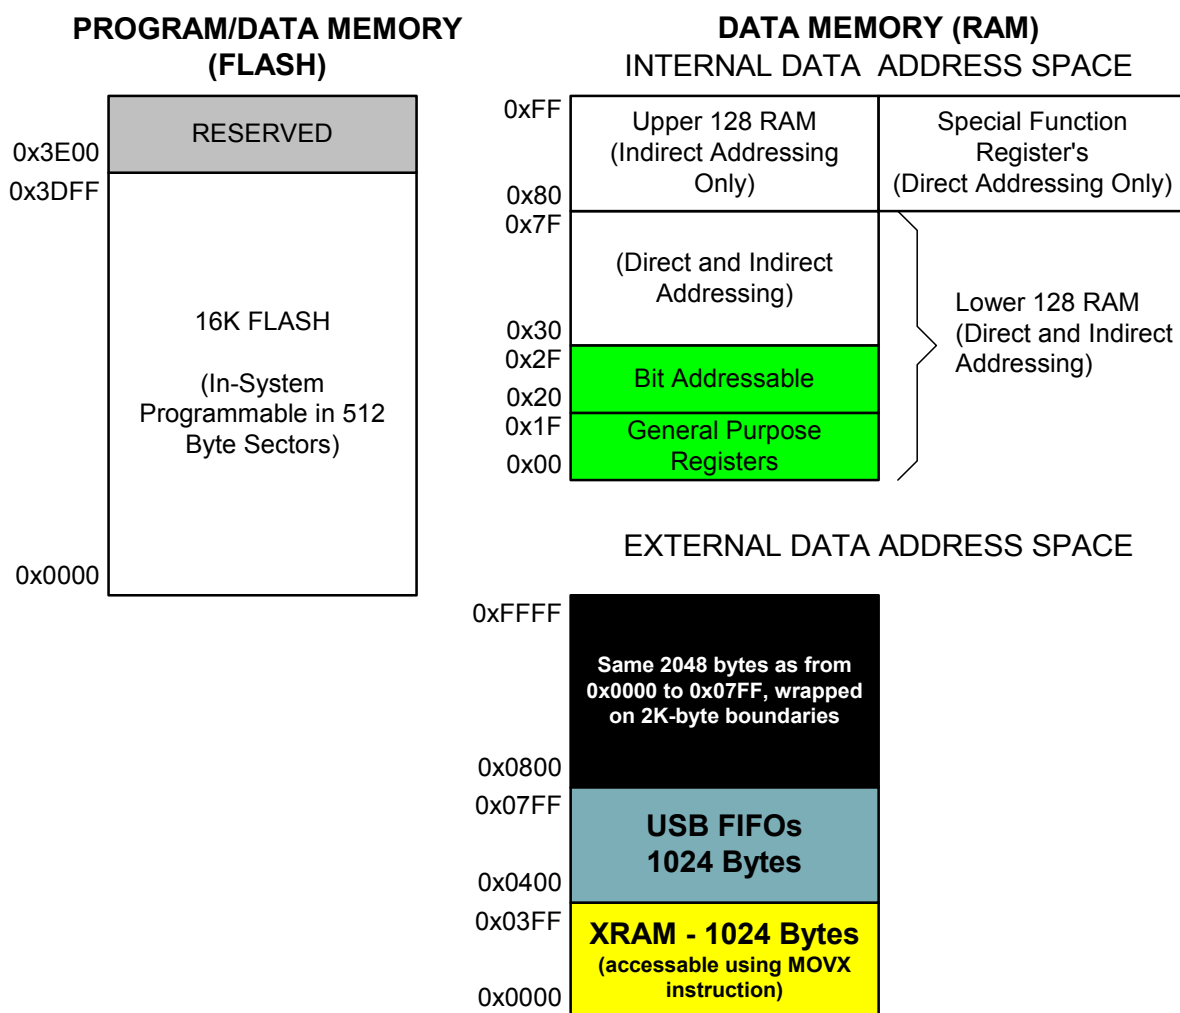 PROGRAM/DATA MEMORY
(FLASH)
RESERVED
0x3E00
0x3DFF
16K FLASH
(In-System
Programmable in 512
Byte Sectors)
0x0000
DATA MEMORY (RAM)
INTERNAL DATA ADDRESS SPACE
0xFF
Upper 128 RAM
(Indirect Addressing
Only)
0x80
Special Function
Register's
(Direct Addressing Only)
0x7F
(Direct and Indirect
Addressing)
0x30
0x2F
Bit Addressable
0x20
0x1F
General Purpose
Registers
0x00
Lower 128 RAM
(Direct and Indirect
Addressing)
EXTERNAL DATA ADDRESS SPACE
0xFFFF
Same 2048 bytes as from
0x0000 to 0x07FF, wrapped
on 2K-byte boundaries
0x0800
0x07FF
USB FIFOs
1024 Bytes
0x0400
0x03FF
XRAM - 1024 Bytes
(accessable using MOVX
instruction)
0x0000